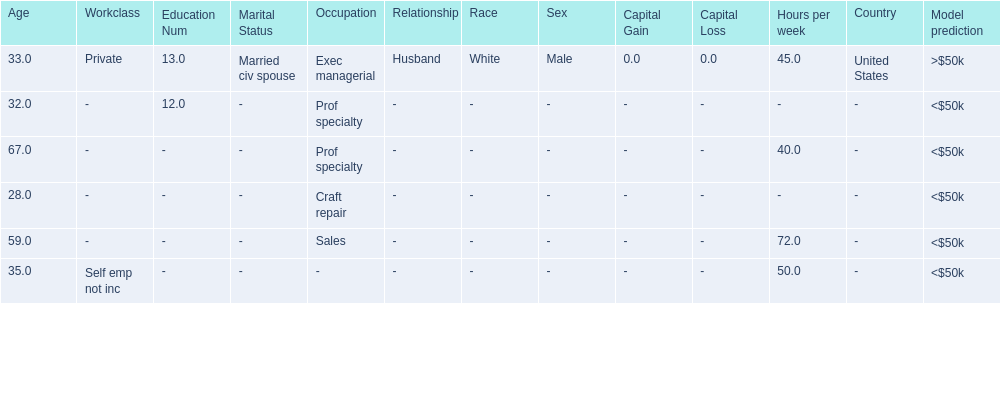 Age Workclass Education Num Marital Status Occupation Relationship Race Sex Capital Gain Capital Loss Hours per week Country Model prediction
33.0 Private 13.0 Married civ spouse Exec managerial Husband White Male 0.0 0.0 45.0 United States >$50k
32.0 - 12.0 - Prof specialty - - - - - - - <$50k
67.0 - - - Prof specialty - - - - - 40.0 - <$50k
28.0 - - - Craft repair - - - - - - - <$50k
59.0 - - - Sales - - - - - 72.0 - <$50k
35.0 Self emp not inc - - - - - - - - 50.0 - <$50k